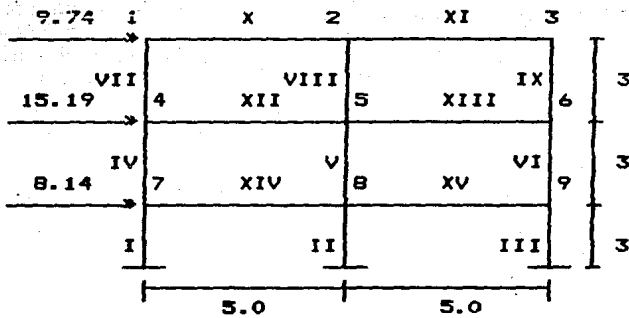 9.74 1 X 2 XI 3
VII VIII IX 3
15.19 4 XII 5 XIII 6
IV V VI 3
8.14 7 XIV 8 XV 9
I II III 3
5.0 5.0